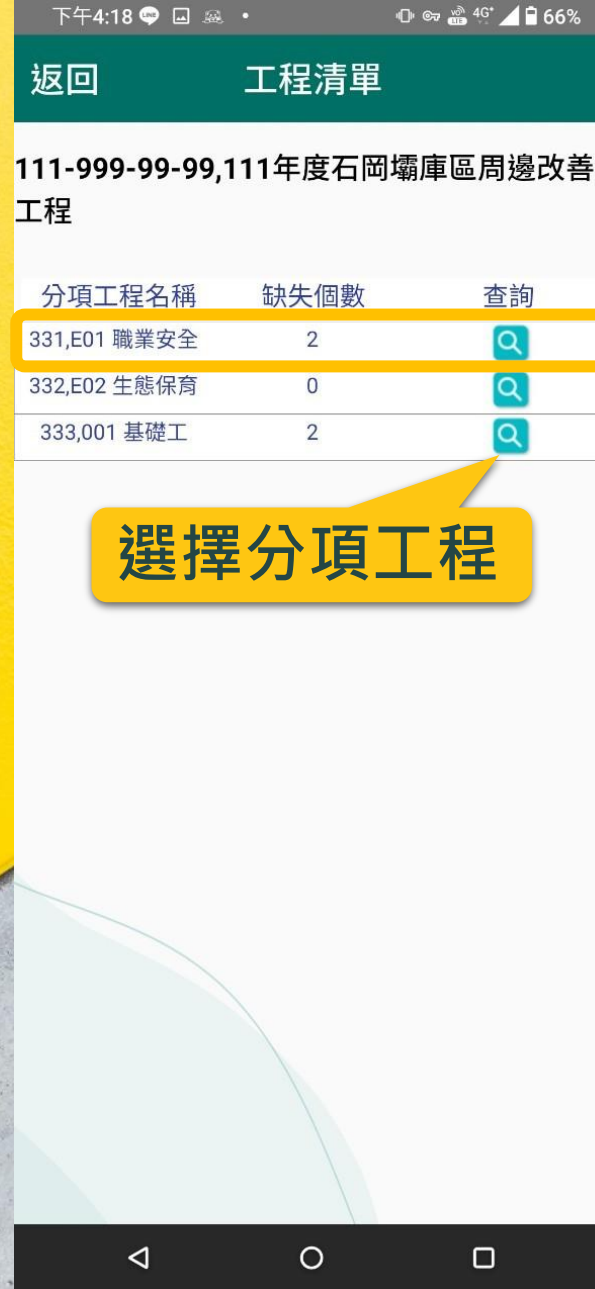 下午4:18 66%
返回 工程清單
111-999-99-99,111年度石岡壩庫區周邊改善
工程
分項工程名稱 缺失個數 查詢
331,E01 職業安全 2
332,E02 生態保育 0
333,001 基礎工 2
選擇分項工程